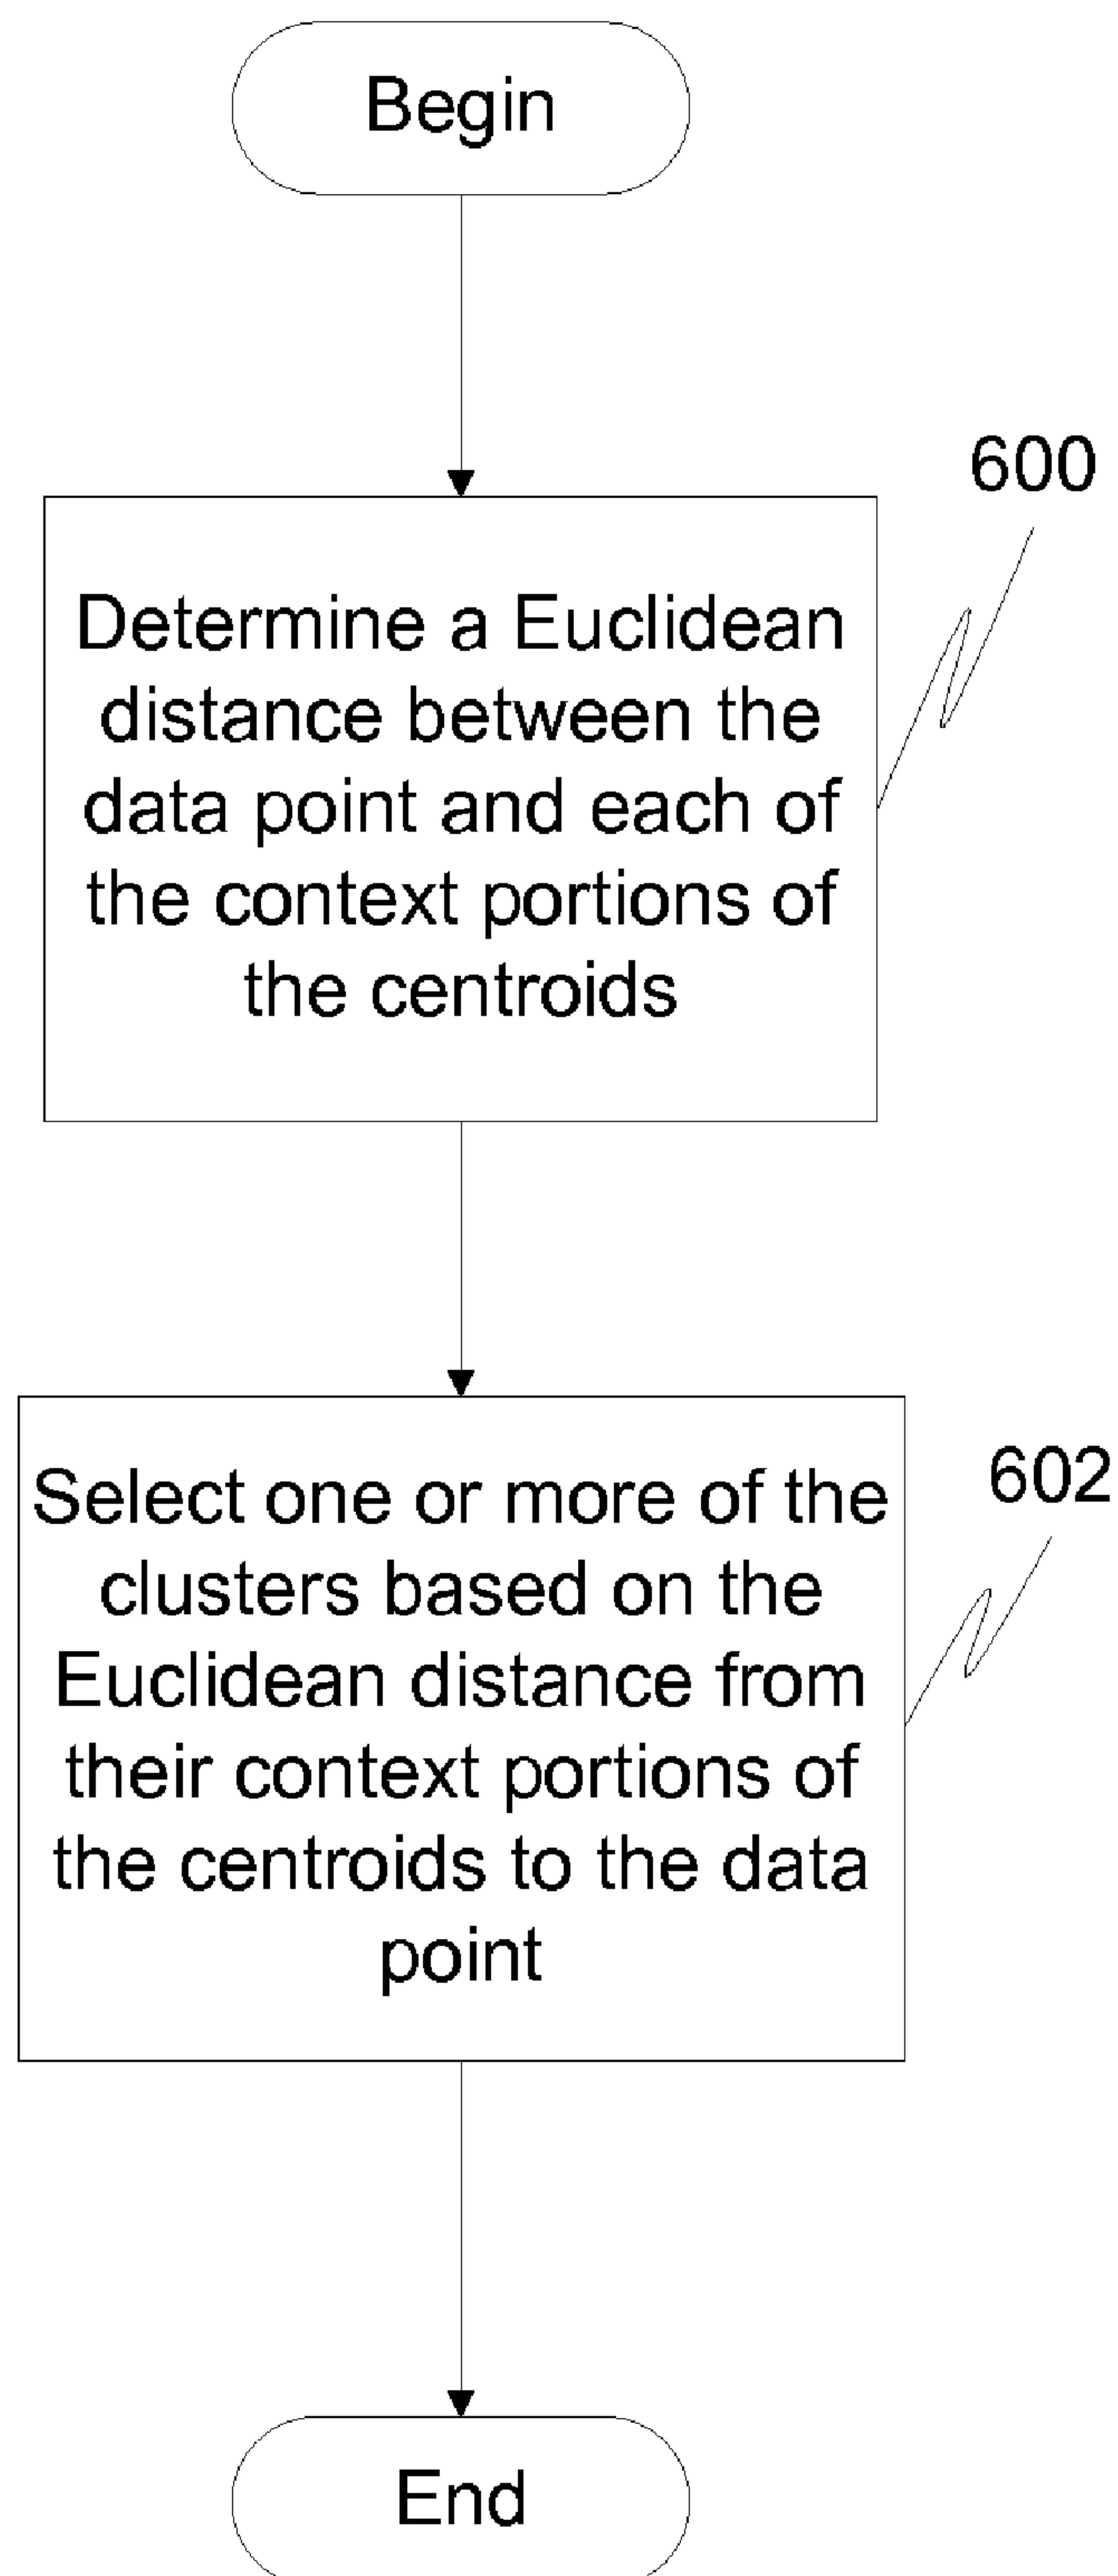 Begin
600
Determine a Euclidean
distance between the
data point and each of
the context portions of
the centroids
602
Select one or more of the
clusters based on the
Euclidean distance from
their context portions of
the centroids to the data
point
End